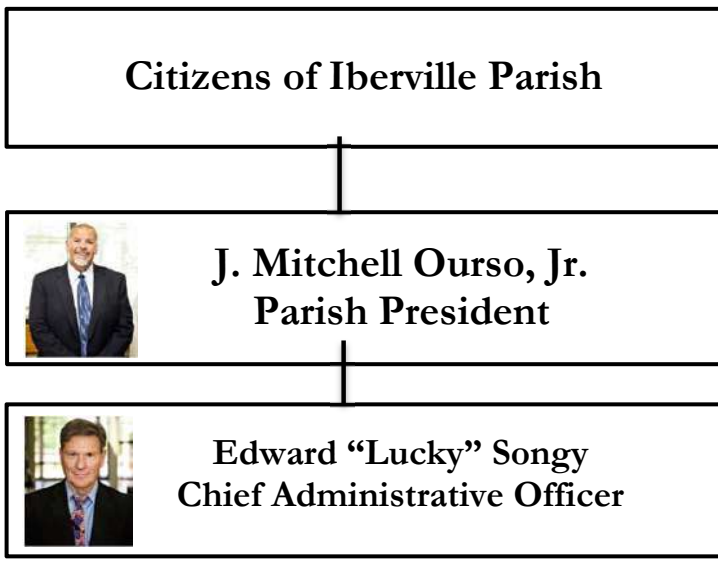 Citizens of Iberville Parish
J. Mitchell Ourso, Jr.
Parish President
Edward “Lucky” Songy
Chief Administrative Officer